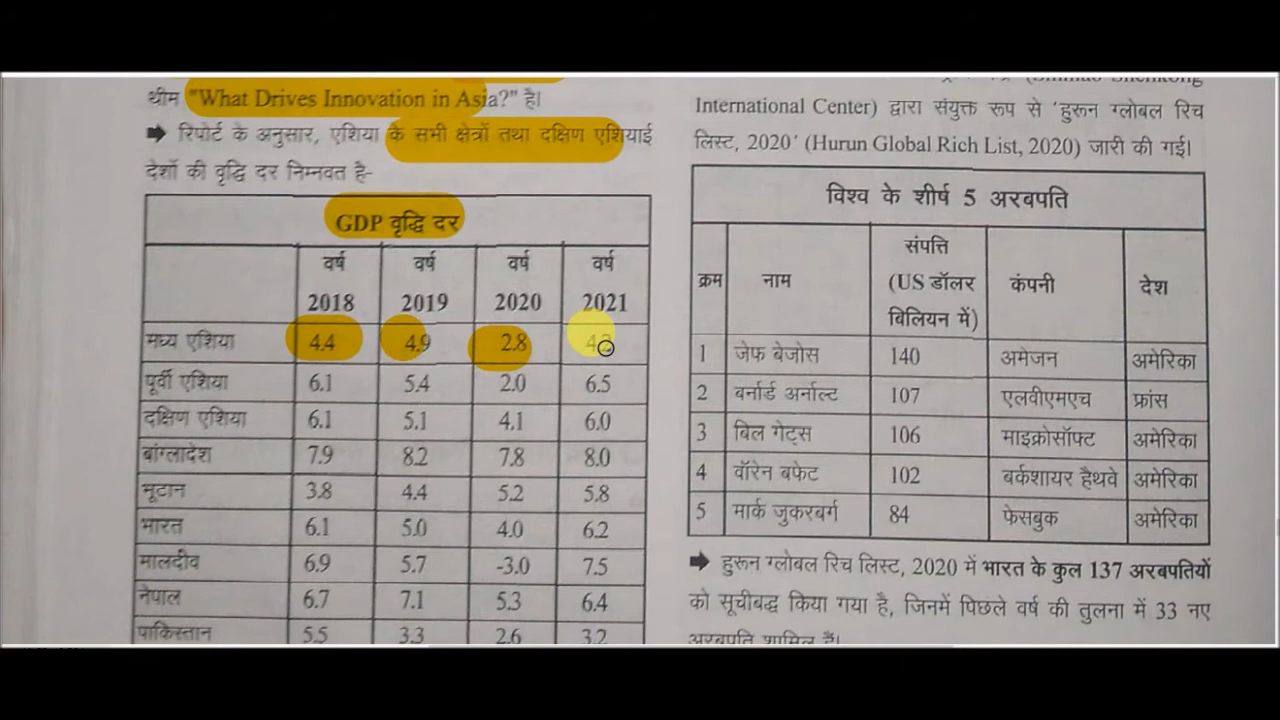 थीम "What Drives Innovation in Asia?" है।
➡ रिपोर्ट के अनुसार, एशिया के सभी क्षेत्रों तथा दक्षिण एशियाई
देशों की वृद्धि दर निम्नवत है-
GDP वृद्धि दर
वर्ष 2018 वर्ष 2019 वर्ष 2020 वर्ष 2021
मध्य एशिया 4.4 4.9 2.8
पूर्वी एशिया 6.1 5.4 2.0 6.5
दक्षिण एशिया 6.1 5.1 4.1 6.0
बांग्लादेश 7.9 8.2 7.8 8.0
भूटान 3.8 4.4 5.2 5.8
भारत 6.1 5.0 4.0 6.2
मालदीव 6.9 5.7 -3.0 7.5
नेपाल 6.7 7.1 5.3 6.4
पाकिस्तान 5.5 3.3 2.6 3.2
International Center) द्वारा संयुक्त रूप से 'हुरून ग्लोबल रिच
लिस्ट, 2020' (Hurun Global Rich List, 2020) जारी की गई।
विश्व के शीर्ष 5 अरबपति
क्रम नाम संपत्ति (US डॉलर बिलियन में) कंपनी देश
1 जेफ बेजोस 140 अमेजन अमेरिका
2 बर्नार्ड अर्नाल्ट 107 एलवीएमएच फ्रांस
3 बिल गेट्स 106 माइक्रोसॉफ्ट अमेरिका
4 वॉरेन बफेट 102 बर्कशायर हैथवे अमेरिका
5 मार्क जुकरबर्ग 84 फेसबुक अमेरिका
➡ हुरून ग्लोबल रिच लिस्ट, 2020 में भारत के कुल 137 अरबपतियों
को सूचीबद्ध किया गया है, जिनमें पिछले वर्ष की तुलना में 33 नए
अरबपति शामिल हैं।